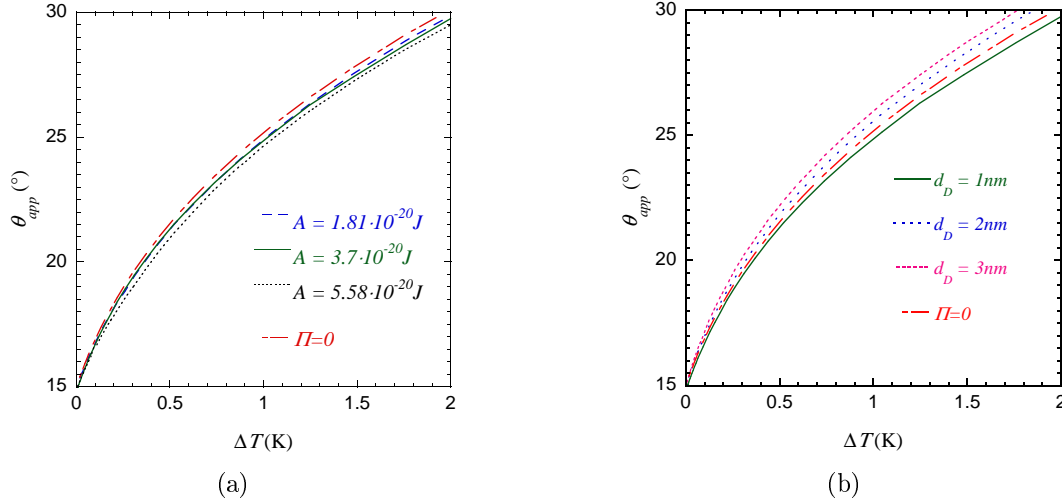 30
25
20
15
θapp (°)
A = 1.81·10-20J
A = 3.7·10-20J
A = 5.58·10-20J
Π=0
0 0.5 1 1.5 2
ΔT(K)
(a)
30
25
20
15
θapp (°)
dD = 1nm
dD = 2nm
dD = 3nm
Π=0
0 0.5 1 1.5 2
ΔT(K)
(b)